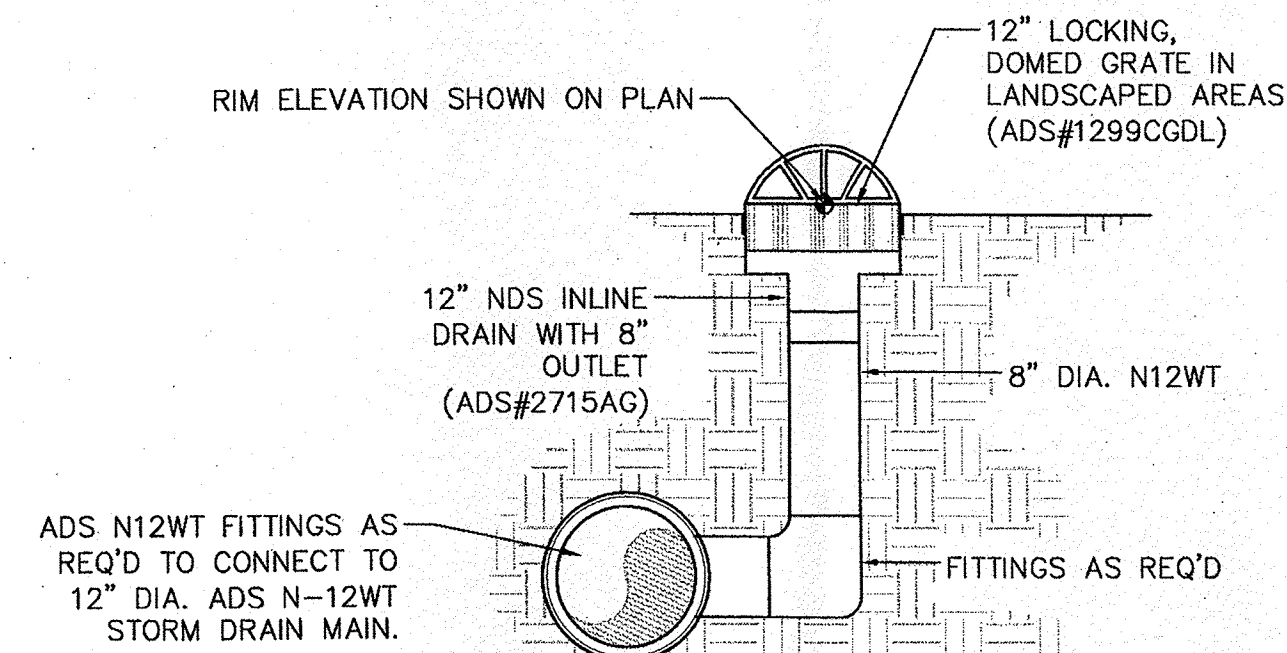 12" LOCKING,
DOMED GRATE IN
LANDSCAPED AREAS
(ADS#1299CGDL)
RIM ELEVATION SHOWN ON PLAN
12" NDS INLINE
DRAIN WITH 8"
OUTLET
(ADS#2715AG)
8" DIA. N12WT
ADS N12WT FITTINGS AS
REQ'D TO CONNECT TO
12" DIA. ADS N-12WT
STORM DRAIN MAIN.
FITTINGS AS REQ'D